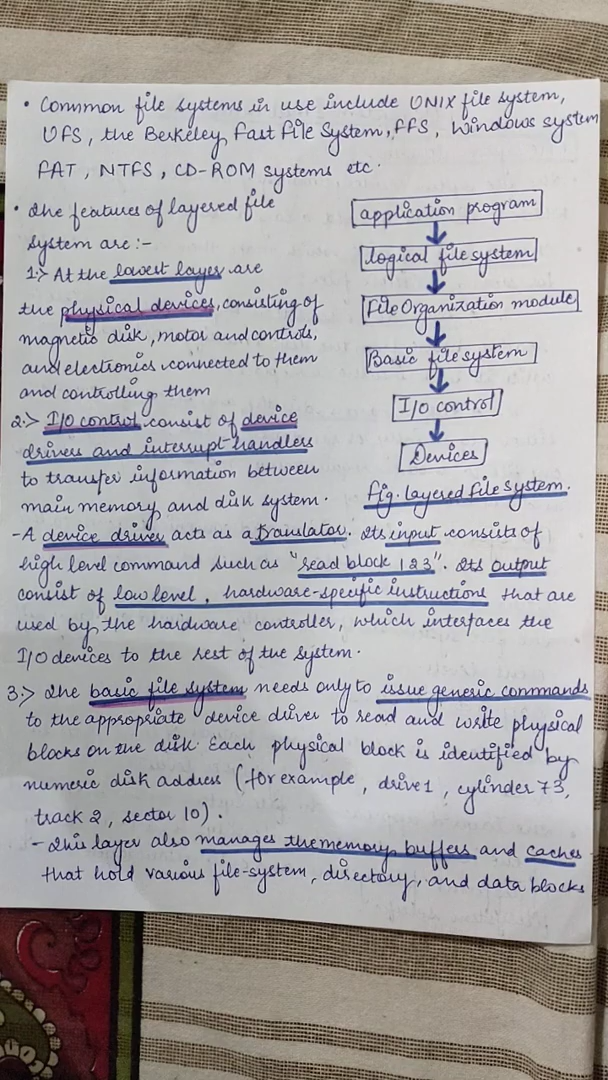 • Common file systems in use include UNIX file system,
UFS, the Berkeley Fast File System, FFS, Windows system
FAT, NTFS, CD-ROM systems etc.
• The features of layered file
system are :-
1:> At the lowest layer are
the physical devices, consisting of
magnetic disk, motor and controls,
and electronics connected to them
and controlling them
application program
logical file system
File Organization module
Basic file system
I/O control
Devices
fig. layered file system.
2:> I/O control consist of device
drivers and interrupt handlers
to transfer information between
main memory and disk system.
- A device driver acts as a translator. Its input consists of
high level command such as "read block 123". Its output
consist of low level, hardware-specific instructions that are
used by the hardware controller, which interfaces the
I/O devices to the rest of the system.
3:> The basic file system needs only to issue generic commands
to the appropriate device driver to read and write physical
blocks on the disk. Each physical block is identified by
numeric disk address (for example, drive 1, cylinder 73,
track 2, sector 10).
- This layer also manages the memory buffers and caches
that hold various file-system, directory, and data blocks